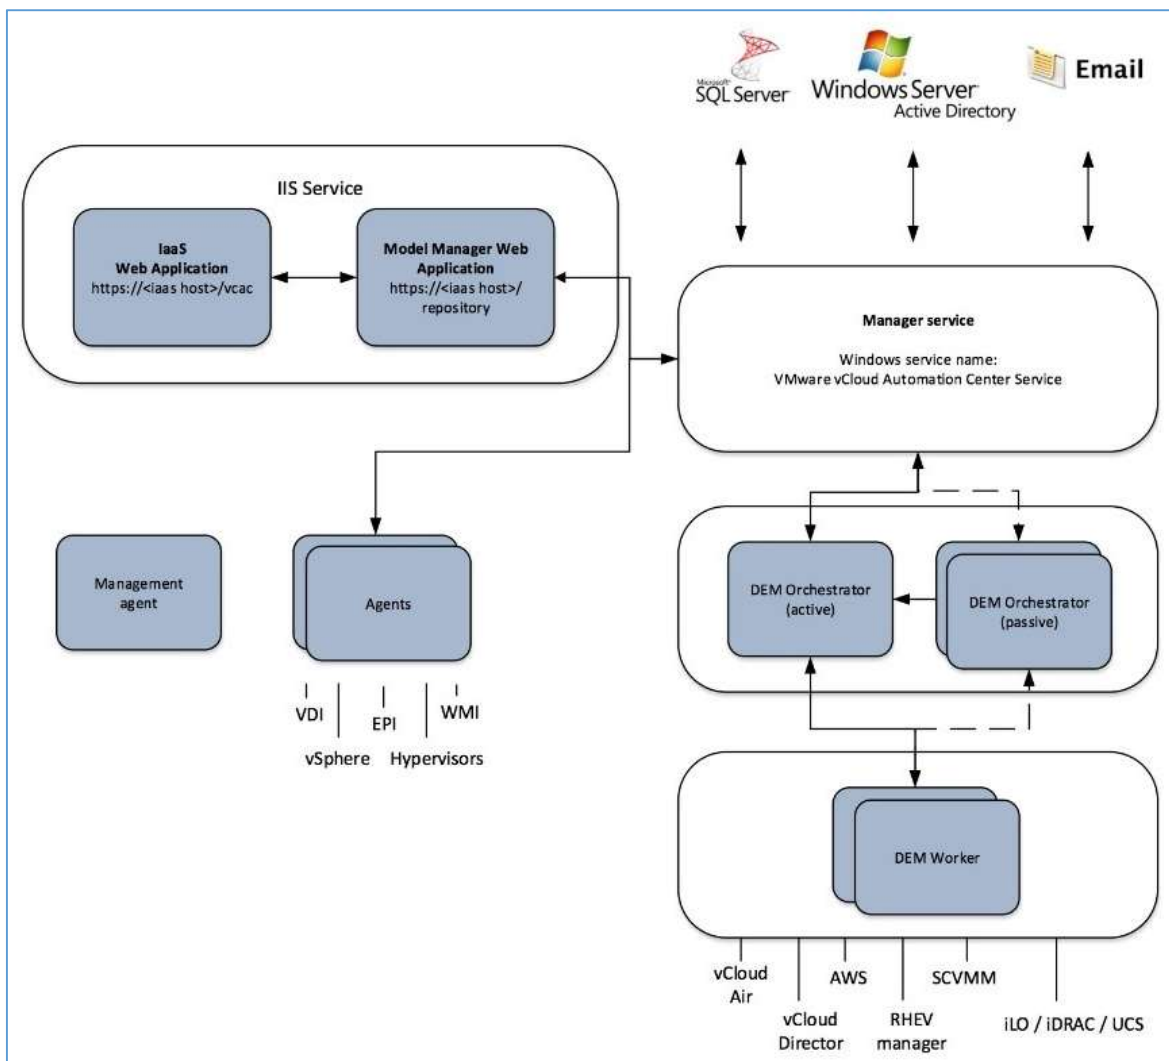 Microsoft
SQL Server
Windows Server
Active Directory
Email
IIS Service
IaaS
Web Application
https://<iaas host>/vcac
Model Manager Web
Application
https://<iaas host>/
repository
Manager service
Windows service name:
VMware vCloud Automation Center Service
Management
agent
Agents
VDI
EPI
WMI
vSphere
Hypervisors
DEM Orchestrator
(active)
DEM Orchestrator
(passive)
DEM Worker
vCloud
Air
AWS
SCVMM
vCloud
Director
RHEV
manager
iLO / iDRAC / UCS